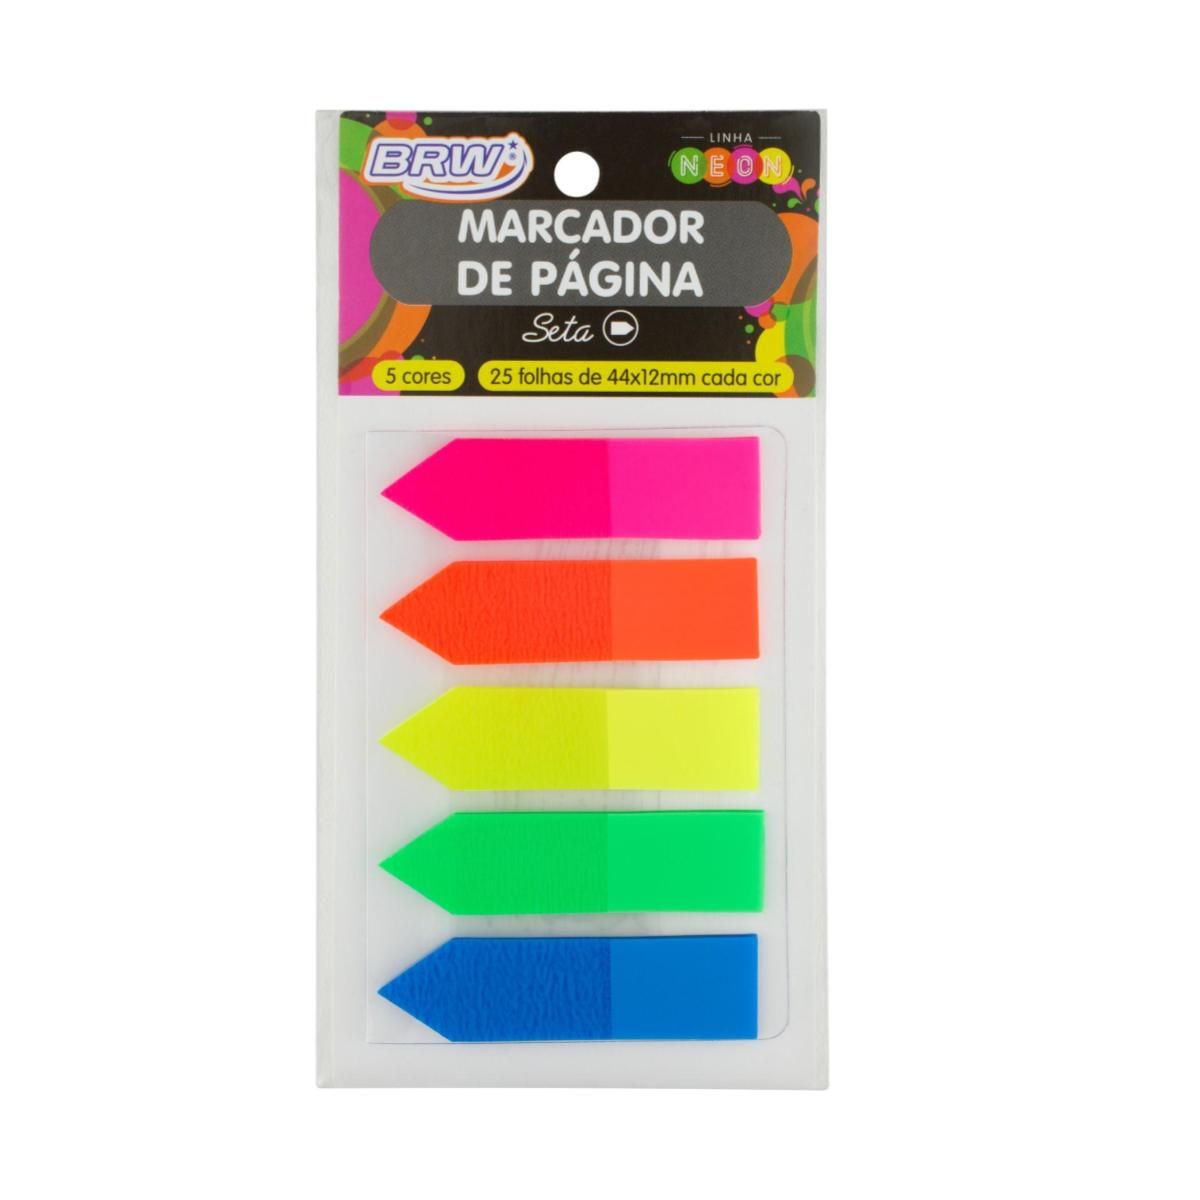 BRW®
LINHA
NEON
MARCADOR
DE PÁGINA
Seta
5 cores
25 folhas de 44x12mm cada cor